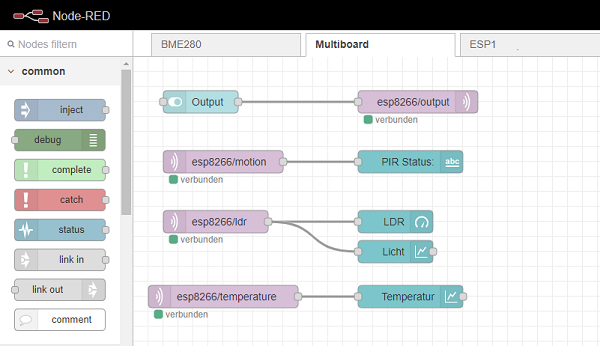 Node-RED
Nodes filtern
BME280
Multiboard
ESP1
common
inject
debug
complete
catch
status
link in
link out
comment
Output
esp8266/output
verbunden
esp8266/motion
verbunden
PIR Status:
abc
esp8266/ldr
verbunden
LDR
Licht
esp8266/temperature
verbunden
Temperatur